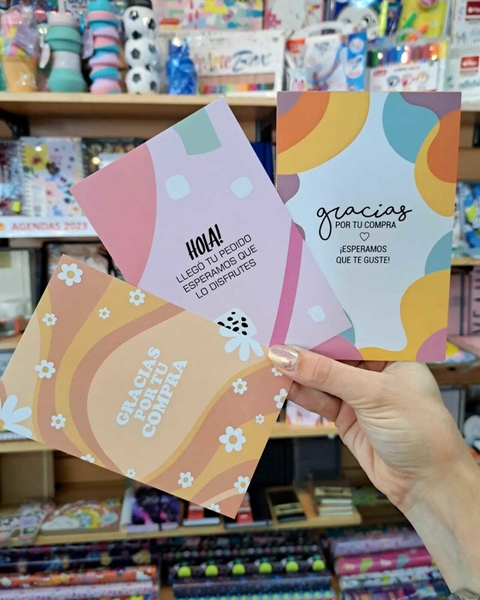 AGENDAS 2023
HOLA!
LLEGÓ TU PEDIDO
ESPERAMOS QUE
LO DISFRUTES
gracias
POR TU COMPRA
¡ESPERAMOS
QUE TE GUSTE!
GRACIAS
POR TU
COMPRA